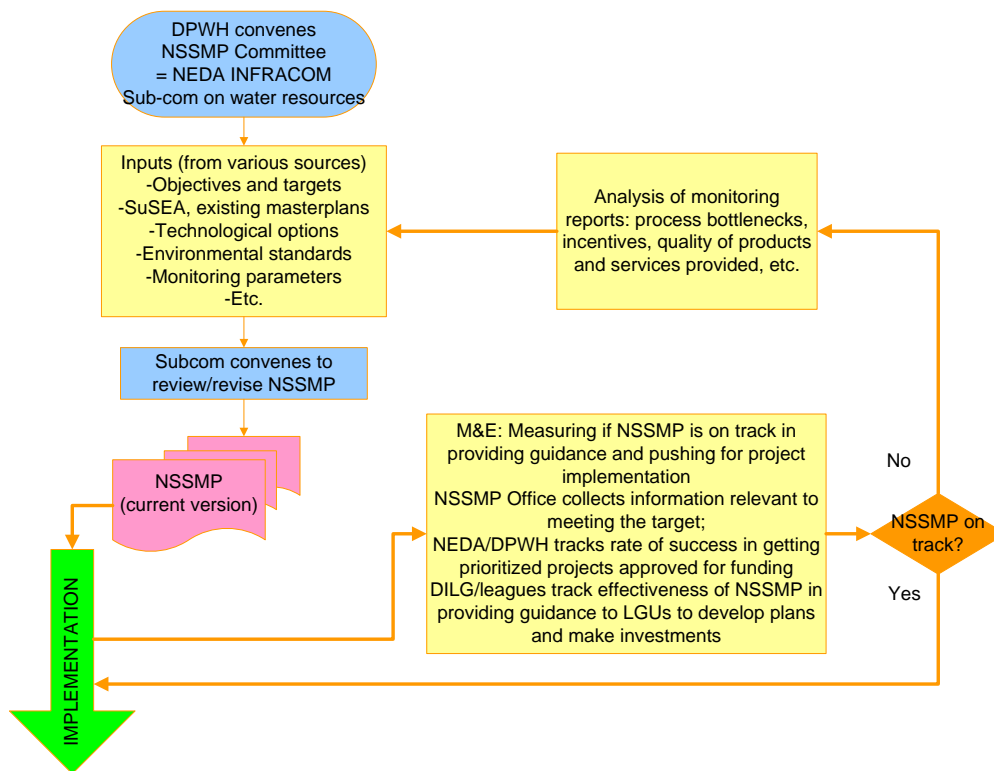 DPWH convenes
NSSMP Committee
= NEDA INFRACOM
Sub-com on water resources
Inputs (from various sources)
-Objectives and targets
-SuSEA, existing masterplans
-Technological options
-Environmental standards
-Monitoring parameters
-Etc.
Analysis of monitoring
reports: process bottlenecks,
incentives, quality of products
and services provided, etc.
Subcom convenes to
review/revise NSSMP
NSSMP
(current version)
M&E: Measuring if NSSMP is on track in
providing guidance and pushing for project
implementation
NSSMP Office collects information relevant to
meeting the target;
NEDA/DPWH tracks rate of success in getting
prioritized projects approved for funding
DILG/leagues track effectiveness of NSSMP in
providing guidance to LGUs to develop plans
and make investments
No
NSSMP on
track?
Yes
IMPLEMENTATION